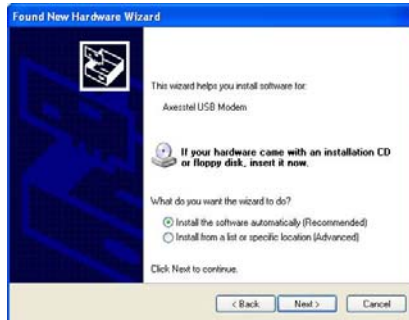 Found New Hardware Wizard
This wizard helps you install software for:
Axesstel USB Modem
If your hardware came with an installation CD
or floppy disk, insert it now.
What do you want the wizard to do?
Install the software automatically (Recommended)
Install from a list or specific location (Advanced)
Click Next to continue.
< Back
Next >
Cancel